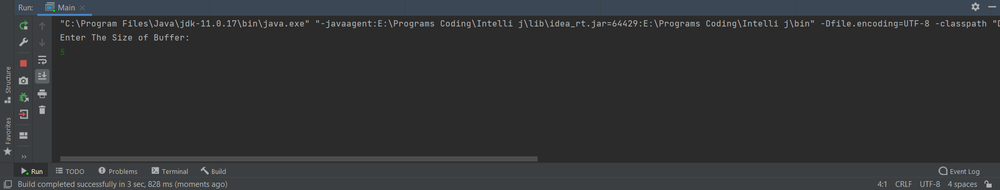 Run: Main
"C:\Program Files\Java\jdk-11.0.17\bin\java.exe" "-javaagent:E:\Programs Coding\Intelli j\lib\idea_rt.jar=64429:E:\Programs Coding\Intelli j\bin" -Dfile.encoding=UTF-8 -classpath "D
Enter The Size of Buffer:
5
Structure
Favorites
Run TODO Problems Terminal Build Event Log
Build completed successfully in 3 sec, 828 ms (moments ago) 4:1 CRLF UTF-8 4 spaces